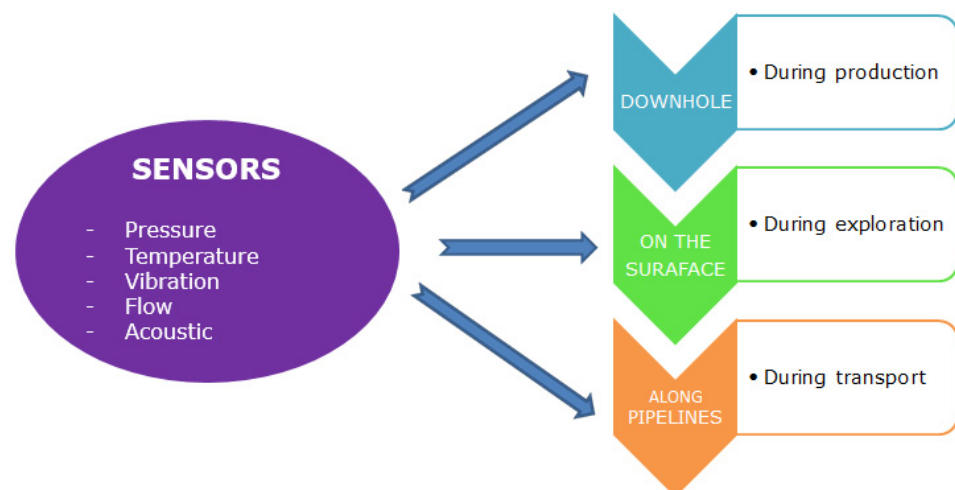 SENSORS
- Pressure
- Temperature
- Vibration
- Flow
- Acoustic
DOWNHOLE
• During production
ON THE
SURAFACE
• During exploration
ALONG
PIPELINES
• During transport